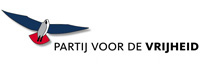 PARTIJ VOOR DE VRIJHEID